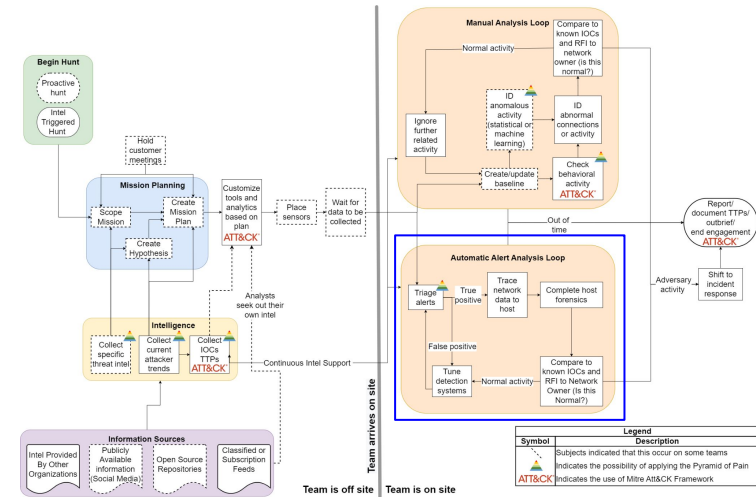 Begin Hunt
Proactive
hunt
Intel
Triggered
Hunt
Hold
customer
meetings
Mission Planning
Scope
Mission
Create
Mission
Plan
Create
Hypothesis
Customize
tools and
analytics
based on
plan
ATT&CK
Place
sensors
Wait for
data to be
collected
Analysts
seek out their
own intel
Intelligence
Collect
specific
threat intel
Collect
current
attacker
trends
Collect
IOCs
TTPs
ATT&CK
Continuous Intel Support
Information Sources
Intel Provided
By Other
Organizations
Publicly
Available
information
(Social Media)
Open Source
Repositories
Classified or
Subscription
Feeds
Team arrives on site
Team is off site
Team is on site
Manual Analysis Loop
Normal activity
Compare to
known IOCs
and RFI to
network
owner (is this
normal?)
Ignore
further
related
activity
ID
anomalous
activity
(statistical or
machine
learning)
ID
abnormal
connections
or activity
Create/update
baseline
Check
behavioral
activity
ATT&CK
Out of
time
Automatic Alert Analysis Loop
Triage
alerts
True
positive
Trace
network
data to
host
Complete host
forensics
False positive
Tune
detection
systems
Normal activity
Compare to
known IOCs and
RFI to Network
Owner (Is this
Normal?)
Adversary
activity
Shift to
incident
response
Report/
document TTPs/
outbrief/
end engagement
ATT&CK
Legend
Symbol Description
Subjects indicated that this occur on some teams
Indicates the possibility of applying the Pyramid of Pain
ATT&CK Indicates the use of Mitre Att&CK Framework